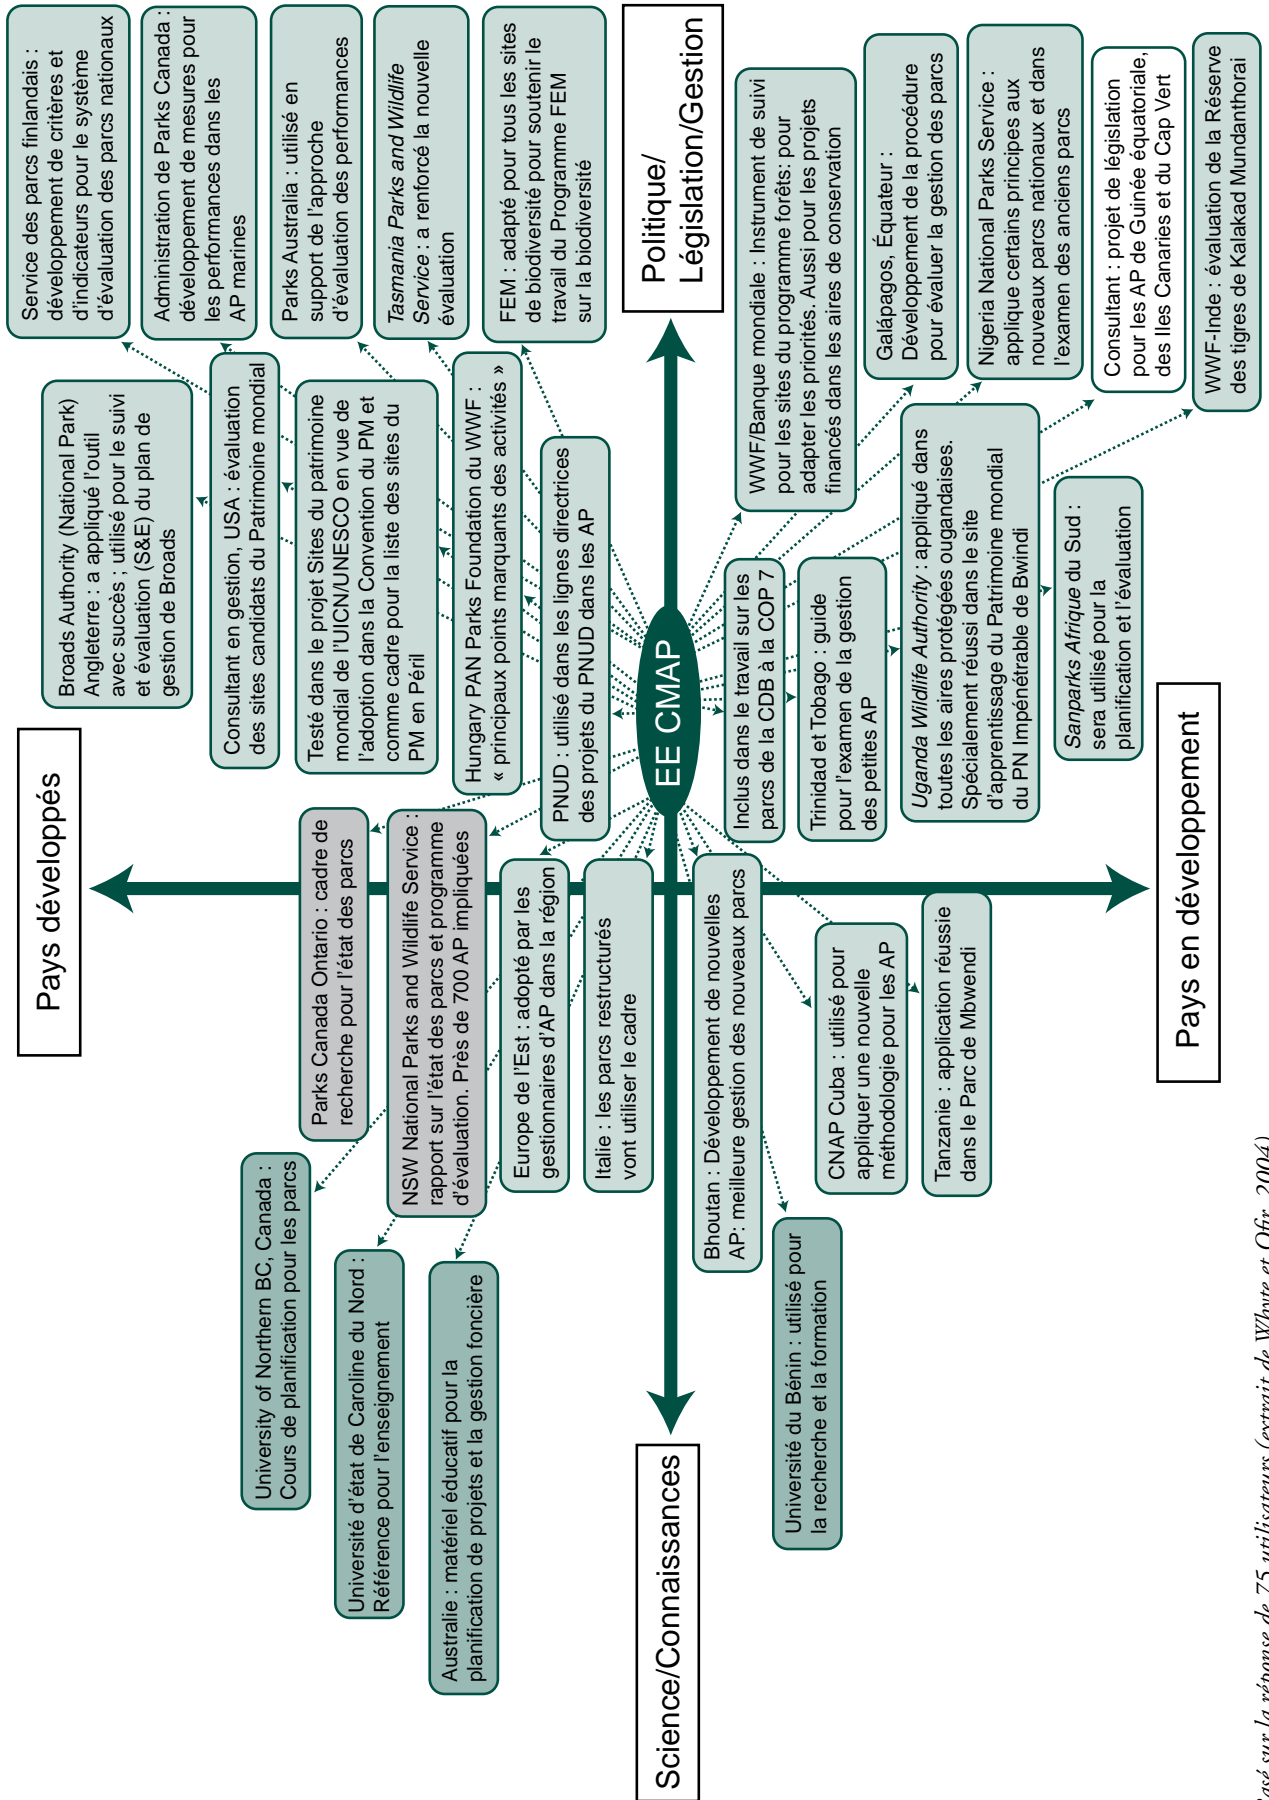 Pays développés
Service des parcs finlandais :
développement de critères et
d'indicateurs pour le système
d'évaluation des parcs nationaux
Broads Authority (National Park)
Angleterre : a appliqué l'outil
avec succès ; utilisé pour le suivi
et évaluation (S&E) du plan de
gestion de Broads
Administration de Parks Canada :
développement de mesures pour
les performances dans les
AP marines
Consultant en gestion, USA : évaluation
des sites candidats du Patrimoine mondial
Parks Australia : utilisé en
support de l'approche
d'évaluation des performances
Testé dans le projet Sites du patrimoine
mondial de l'UICN/UNESCO en vue de
l'adoption dans la Convention du PM et
comme cadre pour la liste des sites du
PM en Péril
Tasmania Parks and Wildlife
Service : a renforcé la nouvelle
évaluation
Hungary PAN Parks Foundation du WWF :
« principaux points marquants des activités »
FEM : adapté pour tous les sites
de biodiversité pour soutenir le
travail du Programme FEM
sur la biodiversité
PNUD : utilisé dans les lignes directrices
des projets du PNUD dans les AP
University of Northern BC, Canada :
Cours de planification pour les parcs
Parks Canada Ontario : cadre de
recherche pour l'état des parcs
Université d'état de Caroline du Nord :
Référence pour l'enseignement
NSW National Parks and Wildlife Service :
rapport sur l'état des parcs et programme
d'évaluation. Près de 700 AP impliquées
Australie : matériel éducatif pour la
planification de projets et la gestion foncière
Europe de l'Est : adopté par les
gestionnaires d'AP dans la région
Italie : les parcs restructurés
vont utiliser le cadre
Science/Connaissances
EE CMAP
Politique/
Législation/Gestion
Bhoutan : Développement de nouvelles
AP: meilleure gestion des nouveaux parcs
Université du Bénin : utilisé pour
la recherche et la formation
CNAP Cuba : utilisé pour
appliquer une nouvelle
méthodologie pour les AP
Tanzanie : application réussie
dans le Parc de Mbwendi
Inclus dans le travail sur les
parcs de la CDB à la COP 7
WWF/Banque mondiale : Instrument de suivi
pour les sites du programme forêts: pour
adapter les priorités. Aussi pour les projets
financés dans les aires de conservation
Trinidad et Tobago : guide
pour l'examen de la gestion
des petites AP
Galápagos, Équateur :
Développement de la procédure
pour évaluer la gestion des parcs
Uganda Wildlife Authority : appliqué dans
toutes les aires protégées ougandaises.
Spécialement réussi dans le site
d'apprentissage du Patrimoine mondial
du PN Impénétrable de Bwindi
Nigeria National Parks Service :
applique certains principes aux
nouveaux parcs nationaux et dans
l'examen des anciens parcs
Sanparks Afrique du Sud :
sera utilisé pour la
planification et l'évaluation
Consultant : projet de législation
pour les AP de Guinée équatoriale,
des Iles Canaries et du Cap Vert
WWF-Inde : évaluation de la Réserve
des tigres de Kalakad Mundanthorai
Pays en développement
Basé sur la réponse de 75 utilisateurs (extrait de Whyte et Ofir, 2004)